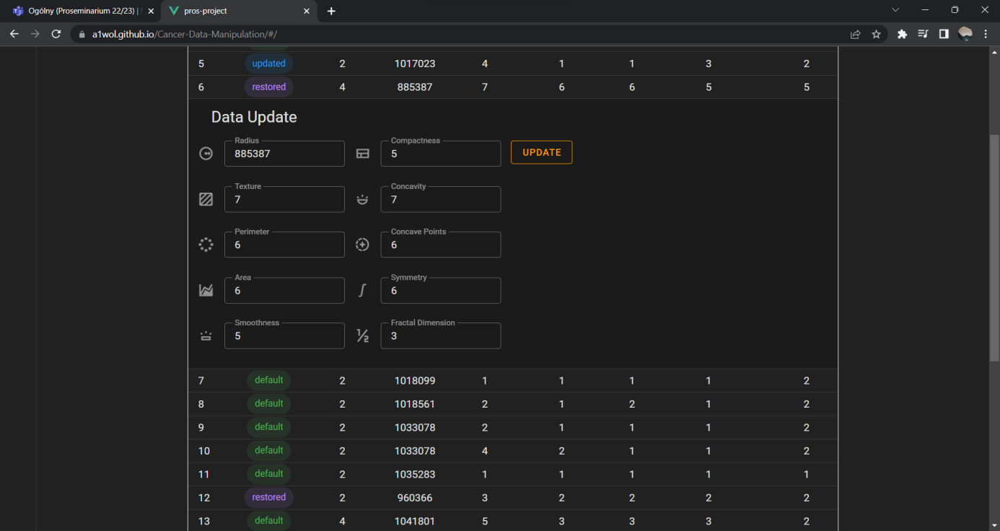 Ogólny (Proseminarium 22/23) |
pros-project
a1wol.github.io/Cancer-Data-Manipulation/#/
5 updated 2 1017023 4 1 1 3 2
6 restored 4 885387 7 6 6 5 5
Data Update
Radius Compactness
885387 5 UPDATE
Texture Concavity
7 7
Perimeter Concave Points
6 6
Area Symmetry
6 6
Smoothness Fractal Dimension
5 3
7 default 2 1018099 1 1 1 1 2
8 default 2 1018561 2 1 2 1 2
9 default 2 1033078 2 1 1 1 2
10 default 2 1033078 4 2 1 1 2
11 default 2 1035283 1 1 1 1 1
12 restored 2 960366 3 2 2 2 2
13 default 4 1041801 5 3 3 3 2